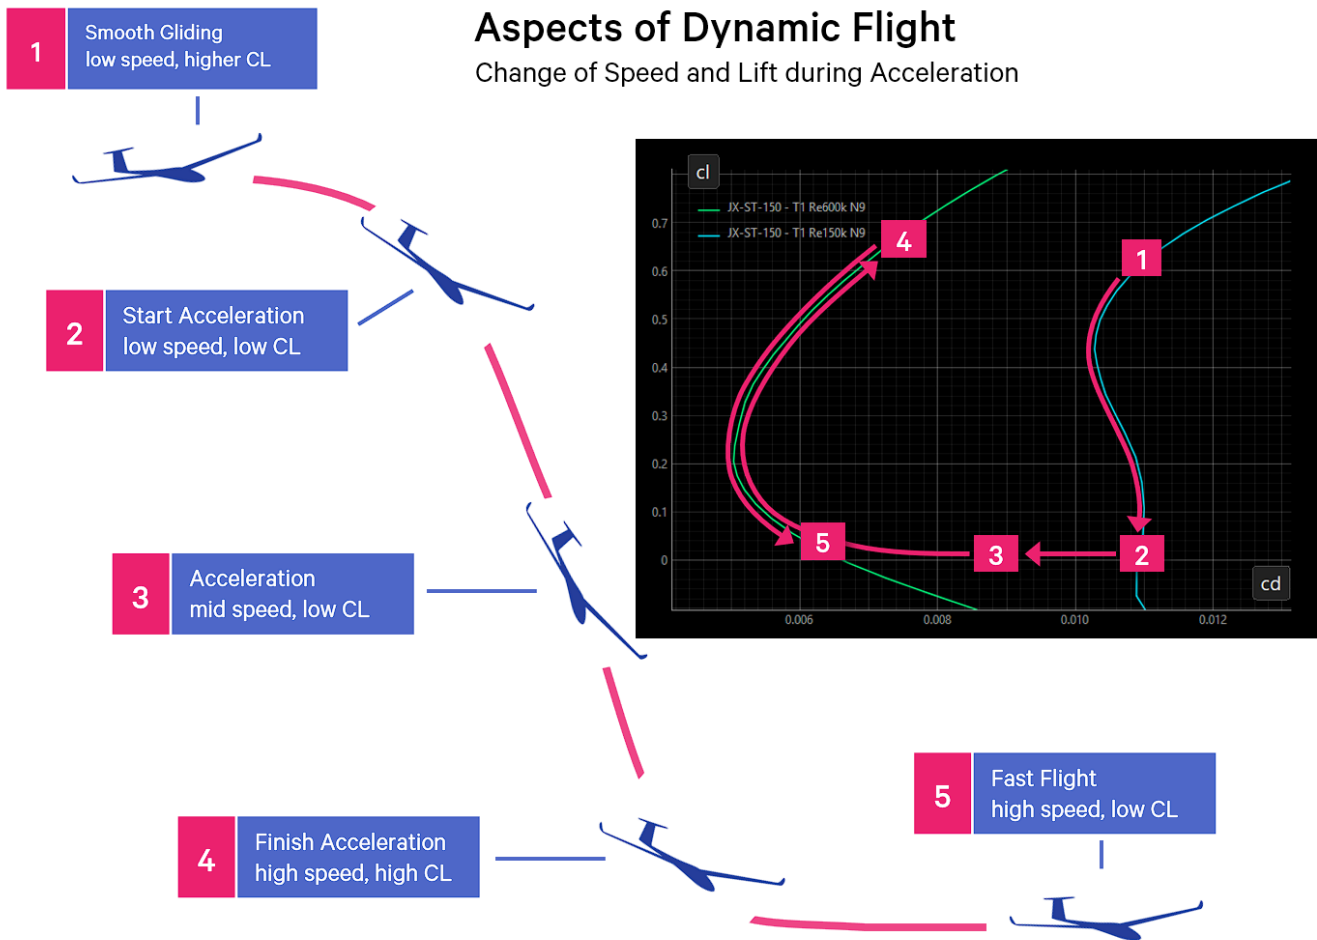 Aspects of Dynamic Flight
Change of Speed and Lift during Acceleration
1
Smooth Gliding
low speed, higher CL
2
Start Acceleration
low speed, low CL
3
Acceleration
mid speed, low CL
4
Finish Acceleration
high speed, high CL
5
Fast Flight
high speed, low CL
cl
JX-ST-150 - T1 Re600k N9
JX-ST-150 - T1 Re150k N9
0.7
0.6
0.5
0.4
0.3
0.2
0.1
0
4
1
5
3
2
cd
0.006
0.008
0.010
0.012